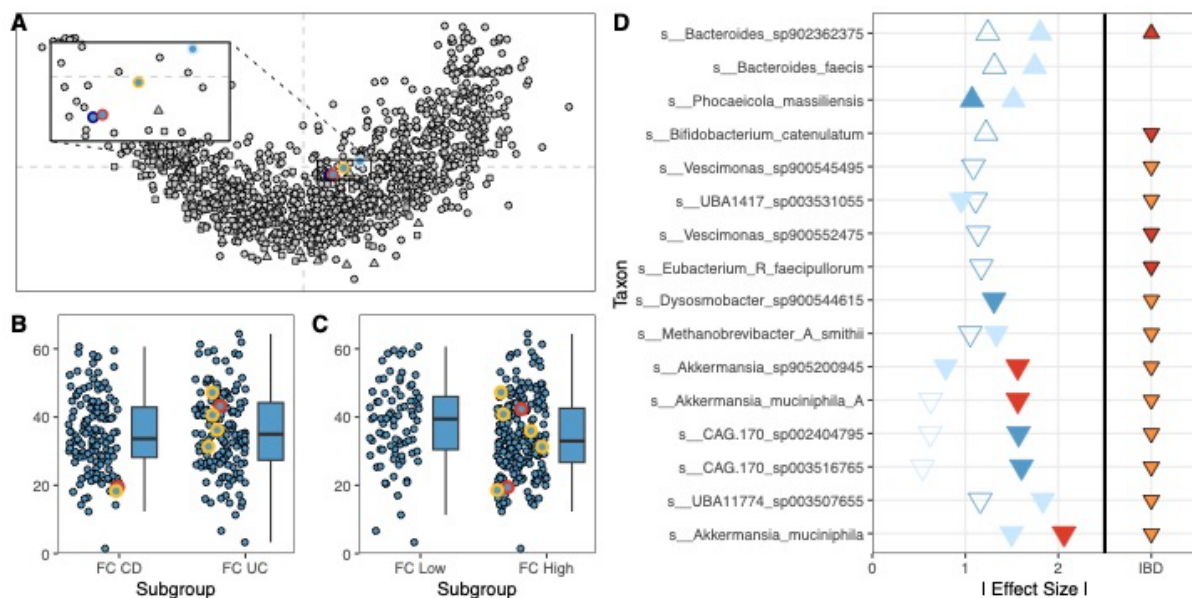 A
B
60
40
20
0
FC CD
FC UC
Subgroup
C
60
40
20
0
FC Low
FC High
Subgroup
D
Taxon
s__Bacteroides_sp902362375
s__Bacteroides_faecis
s__Phocaeicola_massiliensis
s__Bifidobacterium_catenulatum
s__Vescimonas_sp900545495
s__UBA1417_sp003531055
s__Vescimonas_sp900552475
s__Eubacterium_R_faecipullorum
s__Dysosmobacter_sp900544615
s__Methanobrevibacter_A_smithii
s__Akkermansia_sp905200945
s__Akkermansia_muciniphila_A
s__CAG.170_sp002404795
s__CAG.170_sp003516765
s__UBA11774_sp003507655
s__Akkermansia_muciniphila
0 1 2 IBD
| Effect Size |